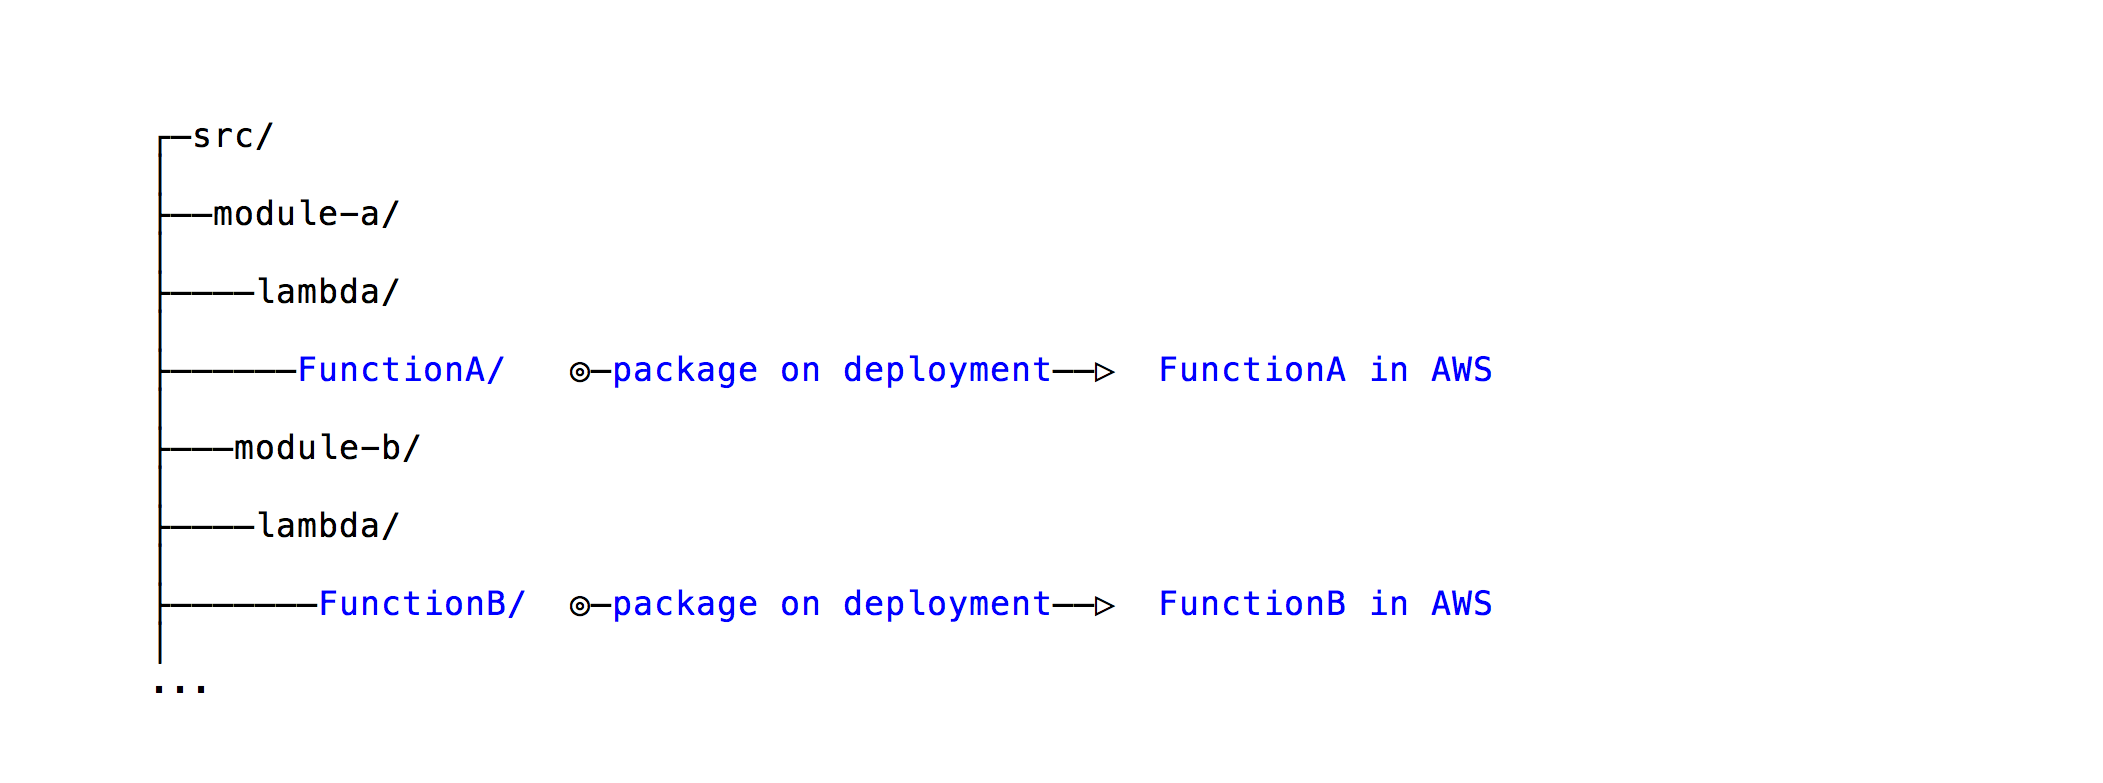 ┌─src/
├──module-a/
├────lambda/
├──────FunctionA/   ◎─package on deployment──▷  FunctionA in AWS
├───module-b/
├────lambda/
├───────FunctionB/  ◎─package on deployment──▷  FunctionB in AWS
...